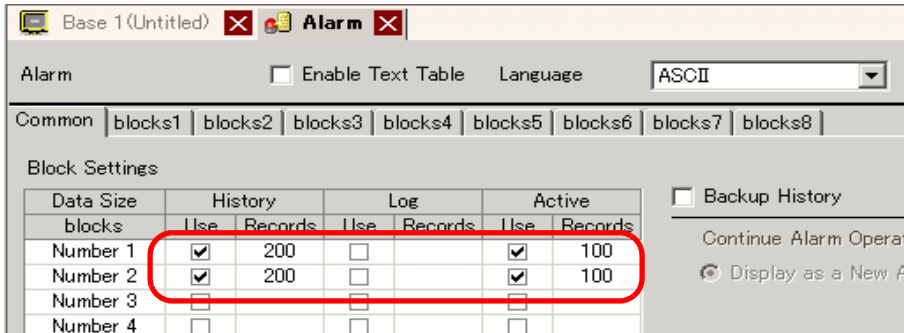 Base 1(Untitled) Alarm
Alarm Enable Text Table Language ASCII
Common blocks1 blocks2 blocks3 blocks4 blocks5 blocks6 blocks7 blocks8
Block Settings
Data Size History Log Active Backup History
blocks Use Records Use Records Use Records
Continue Alarm Opera
Number 1 200 100
Number 2 200 100 Display as a New A
Number 3
Number 4